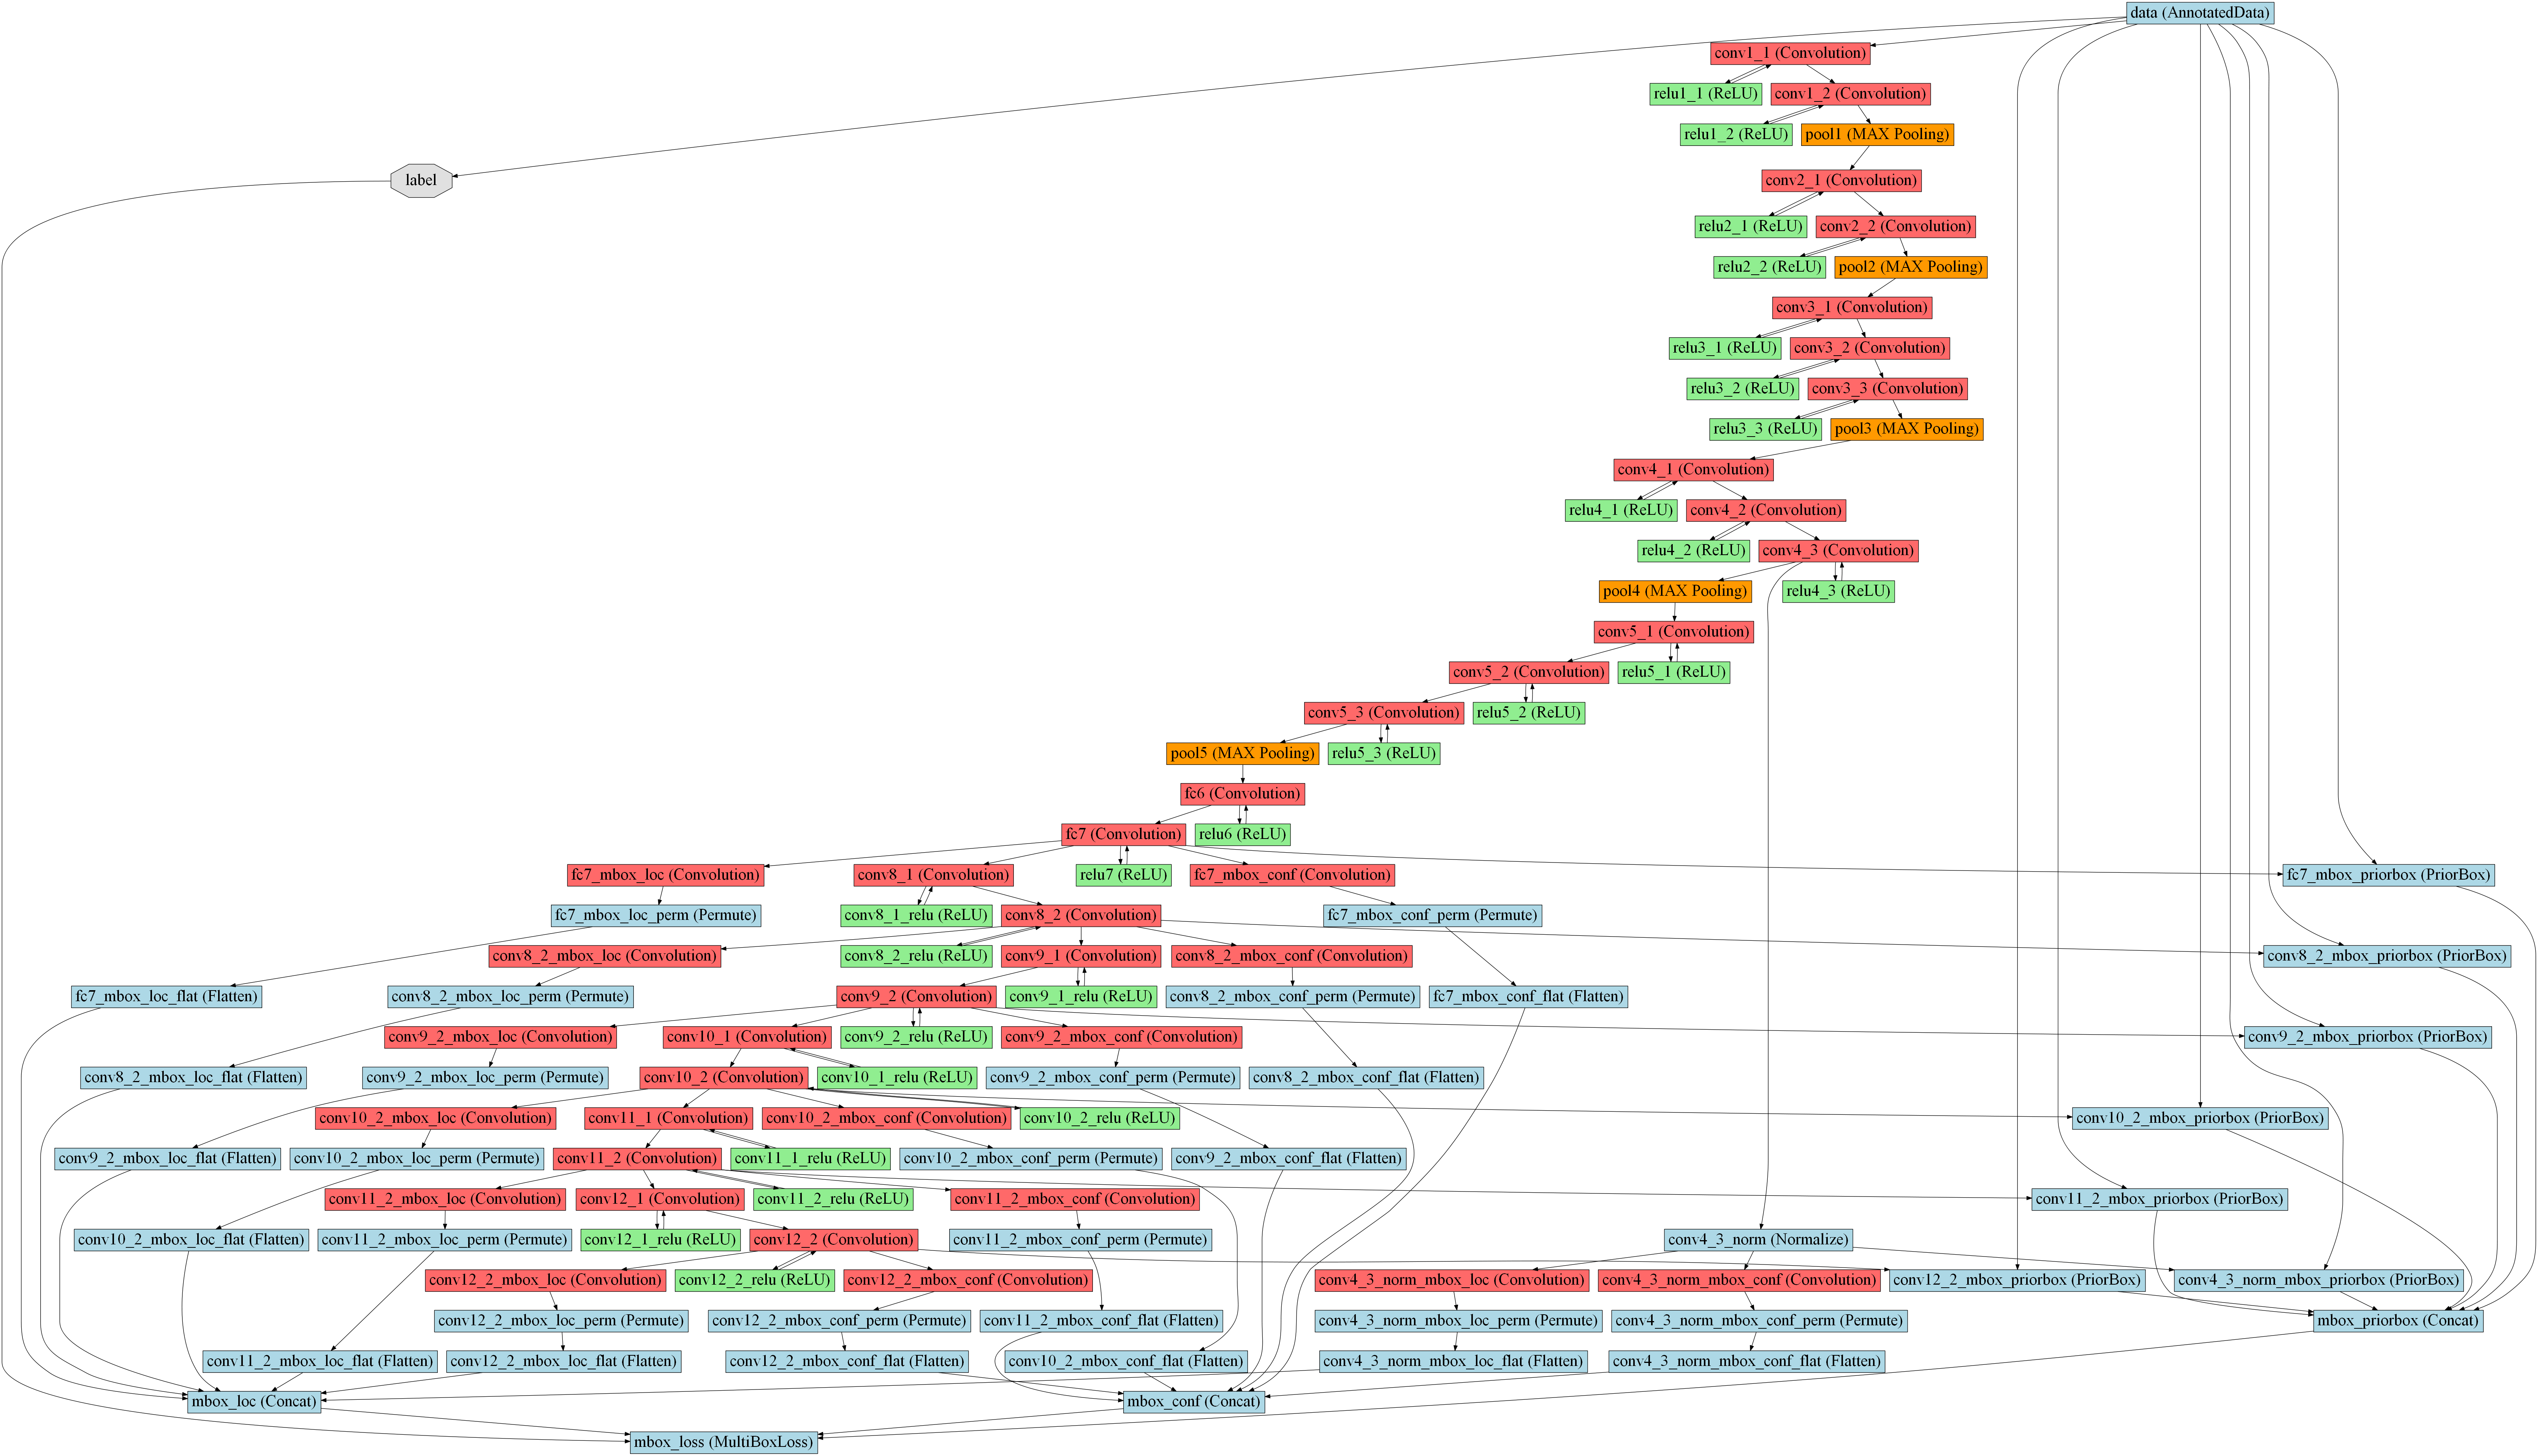 data (AnnotatedData)
conv1_1 (Convolution)
relu1_1 (ReLU)
conv1_2 (Convolution)
relu1_2 (ReLU)
pool1 (MAX Pooling)
label
conv2_1 (Convolution)
relu2_1 (ReLU)
conv2_2 (Convolution)
relu2_2 (ReLU)
pool2 (MAX Pooling)
conv3_1 (Convolution)
relu3_1 (ReLU)
conv3_2 (Convolution)
relu3_2 (ReLU)
conv3_3 (Convolution)
relu3_3 (ReLU)
pool3 (MAX Pooling)
conv4_1 (Convolution)
relu4_1 (ReLU)
conv4_2 (Convolution)
relu4_2 (ReLU)
conv4_3 (Convolution)
pool4 (MAX Pooling)
relu4_3 (ReLU)
conv5_1 (Convolution)
conv5_2 (Convolution)
relu5_1 (ReLU)
conv5_3 (Convolution)
relu5_2 (ReLU)
pool5 (MAX Pooling)
relu5_3 (ReLU)
fc6 (Convolution)
fc7 (Convolution)
relu6 (ReLU)
fc7_mbox_loc (Convolution)
conv8_1 (Convolution)
relu7 (ReLU)
fc7_mbox_conf (Convolution)
fc7_mbox_priorbox (PriorBox)
fc7_mbox_loc_perm (Permute)
conv8_1_relu (ReLU)
conv8_2 (Convolution)
fc7_mbox_conf_perm (Permute)
conv8_2_mbox_loc (Convolution)
conv8_2_relu (ReLU)
conv9_1 (Convolution)
conv8_2_mbox_conf (Convolution)
conv8_2_mbox_priorbox (PriorBox)
fc7_mbox_loc_flat (Flatten)
conv8_2_mbox_loc_perm (Permute)
conv9_2 (Convolution)
conv9_1_relu (ReLU)
conv8_2_mbox_conf_perm (Permute)
fc7_mbox_conf_flat (Flatten)
conv9_2_mbox_loc (Convolution)
conv10_1 (Convolution)
conv9_2_relu (ReLU)
conv9_2_mbox_conf (Convolution)
conv9_2_mbox_priorbox (PriorBox)
conv8_2_mbox_loc_flat (Flatten)
conv9_2_mbox_loc_perm (Permute)
conv10_2 (Convolution)
conv10_1_relu (ReLU)
conv9_2_mbox_conf_perm (Permute)
conv8_2_mbox_conf_flat (Flatten)
conv10_2_mbox_loc (Convolution)
conv11_1 (Convolution)
conv10_2_mbox_conf (Convolution)
conv10_2_relu (ReLU)
conv10_2_mbox_priorbox (PriorBox)
conv9_2_mbox_loc_flat (Flatten)
conv10_2_mbox_loc_perm (Permute)
conv11_2 (Convolution)
conv11_1_relu (ReLU)
conv10_2_mbox_conf_perm (Permute)
conv9_2_mbox_conf_flat (Flatten)
conv11_2_mbox_loc (Convolution)
conv12_1 (Convolution)
conv11_2_relu (ReLU)
conv11_2_mbox_conf (Convolution)
conv11_2_mbox_priorbox (PriorBox)
conv10_2_mbox_loc_flat (Flatten)
conv11_2_mbox_loc_perm (Permute)
conv12_1_relu (ReLU)
conv12_2 (Convolution)
conv11_2_mbox_conf_perm (Permute)
conv4_3_norm (Normalize)
conv12_2_mbox_loc (Convolution)
conv12_2_relu (ReLU)
conv12_2_mbox_conf (Convolution)
conv4_3_norm_mbox_loc (Convolution)
conv4_3_norm_mbox_conf (Convolution)
conv12_2_mbox_priorbox (PriorBox)
conv4_3_norm_mbox_priorbox (PriorBox)
conv12_2_mbox_loc_perm (Permute)
conv12_2_mbox_conf_perm (Permute)
conv11_2_mbox_conf_flat (Flatten)
conv4_3_norm_mbox_loc_perm (Permute)
conv4_3_norm_mbox_conf_perm (Permute)
mbox_priorbox (Concat)
conv11_2_mbox_loc_flat (Flatten)
conv12_2_mbox_loc_flat (Flatten)
conv12_2_mbox_conf_flat (Flatten)
conv10_2_mbox_conf_flat (Flatten)
conv4_3_norm_mbox_loc_flat (Flatten)
conv4_3_norm_mbox_conf_flat (Flatten)
mbox_loc (Concat)
mbox_conf (Concat)
mbox_loss (MultiBoxLoss)